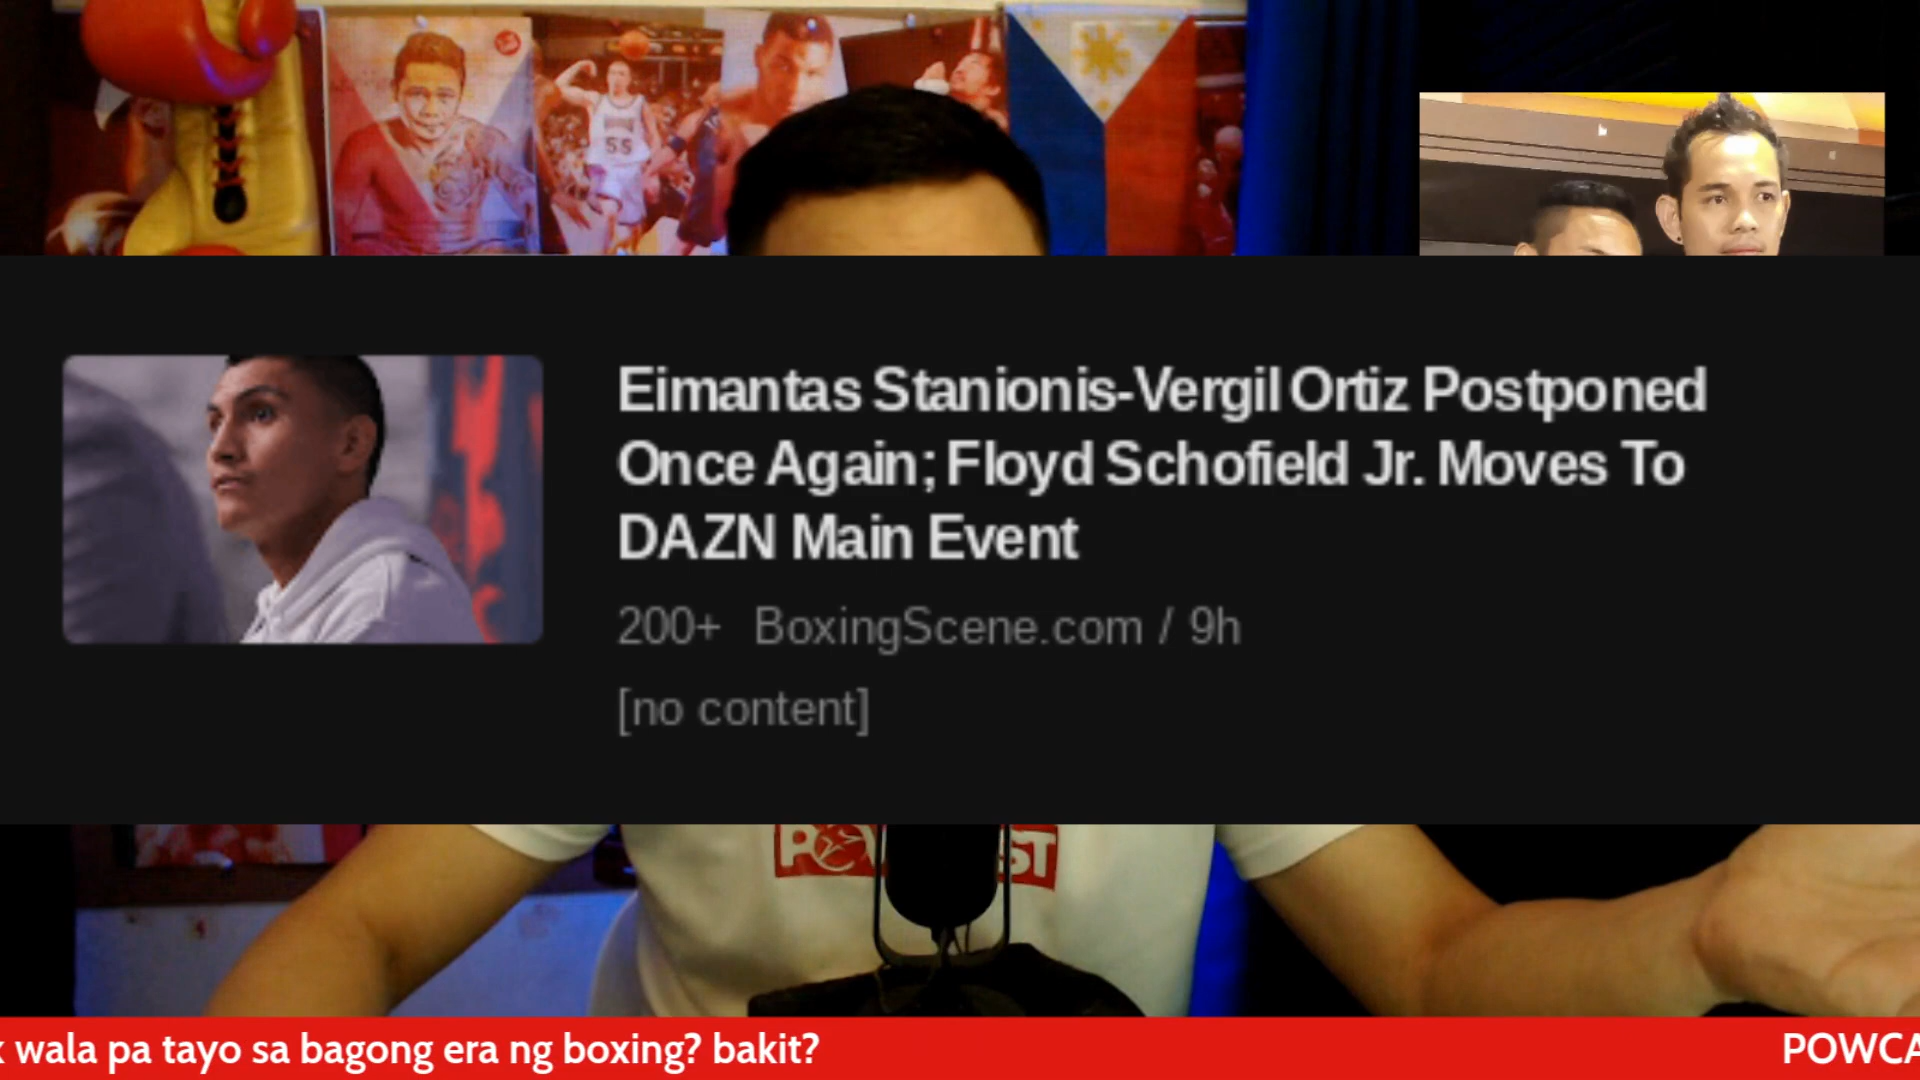 55
Eimantas Stanionis-Vergil Ortiz Postponed
Once Again; Floyd Schofield Jr. Moves To
DAZN Main Event
200+ BoxingScene.com / 9h
[no content]
wala pa tayo sa bagong era ng boxing? bakit?
POWCA